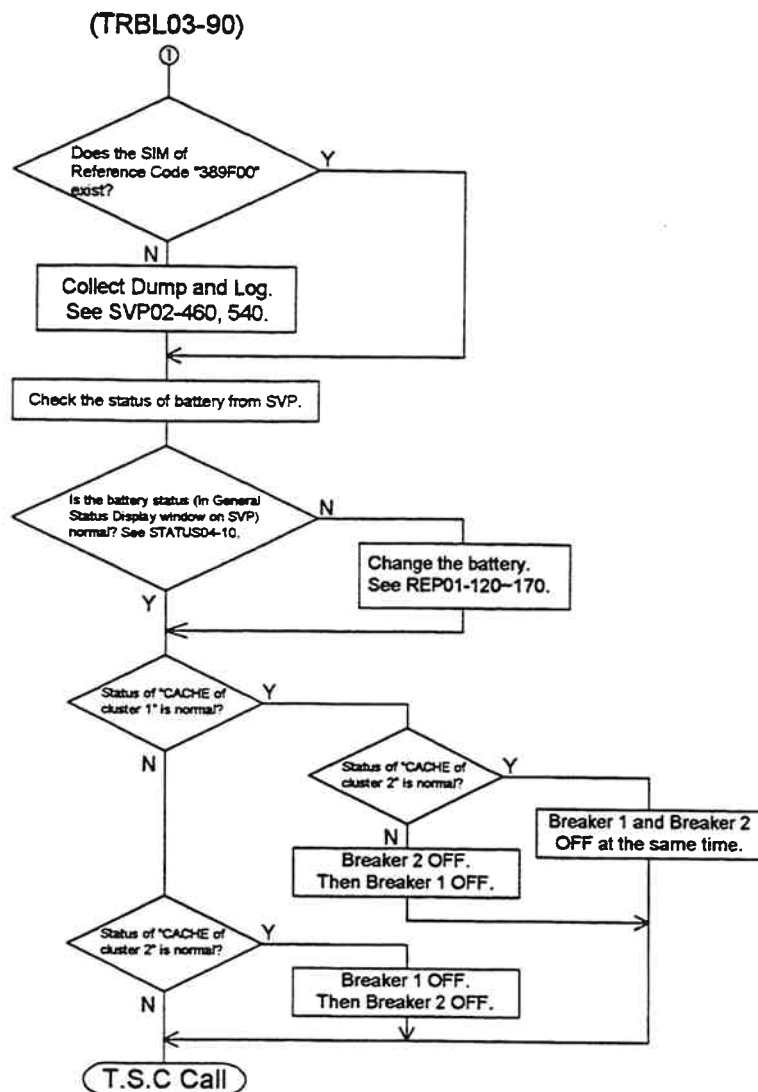 (TRBL03-90)
①
Does the SIM of
Reference Code "389F00"
exist?
Y
N
Collect Dump and Log.
See SVP02-460, 540.
Check the status of battery from SVP.
Is the battery status (in General
Status Display window on SVP)
normal? See STATUS04-10.
N
Y
Change the battery.
See REP01-120~170.
Status of "CACHE of
cluster 1" is normal?
Y
N
Status of "CACHE of
cluster 2" is normal?
Y
N
Breaker 1 and Breaker 2
OFF at the same time.
Breaker 2 OFF.
Then Breaker 1 OFF.
Status of "CACHE of
cluster 2" is normal?
Y
N
Breaker 1 OFF.
Then Breaker 2 OFF.
T.S.C Call